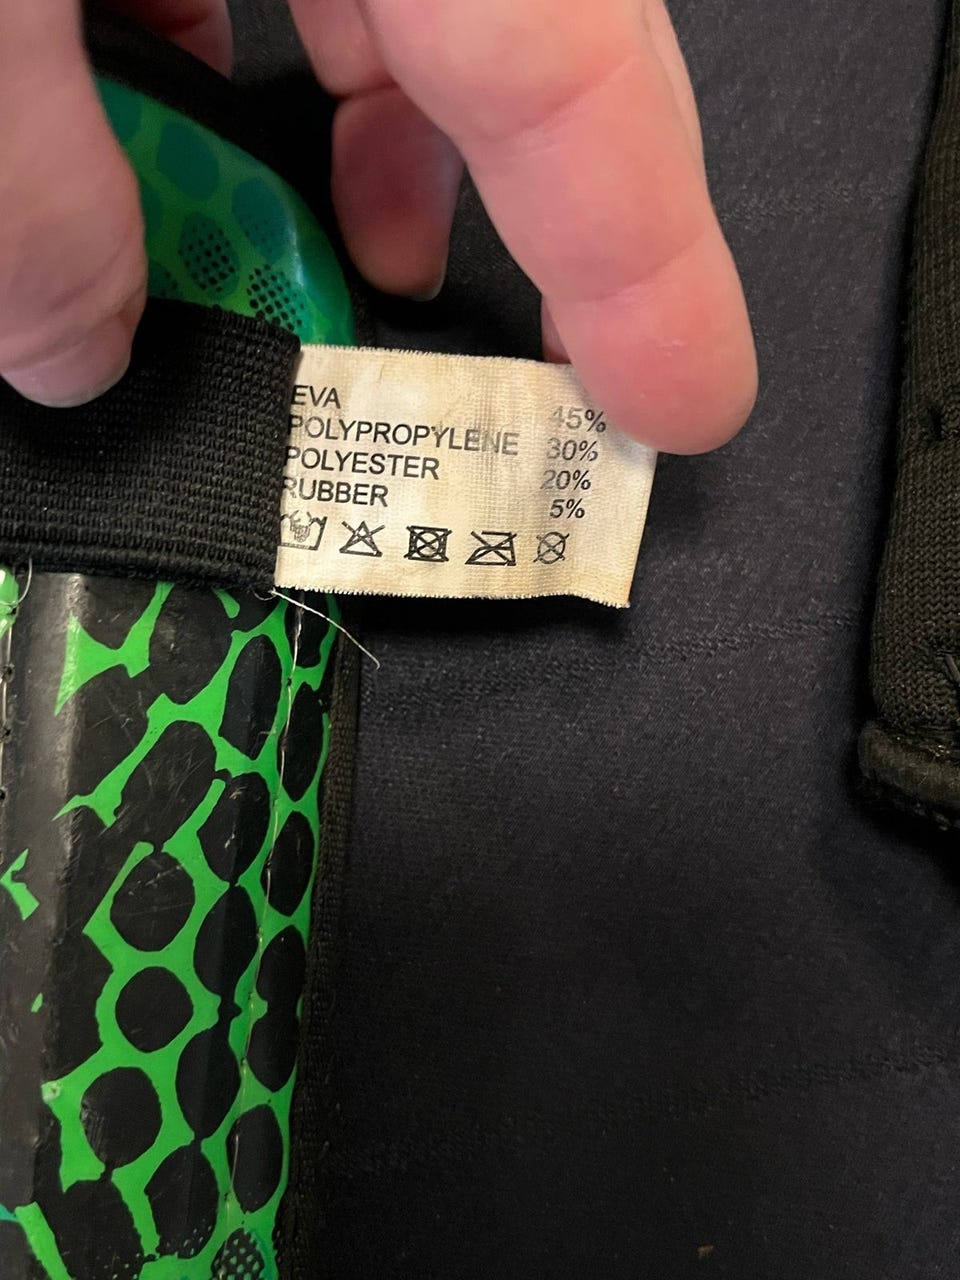 EVA 45%
POLYPROPYLENE 30%
POLYESTER 20%
RUBBER 5%